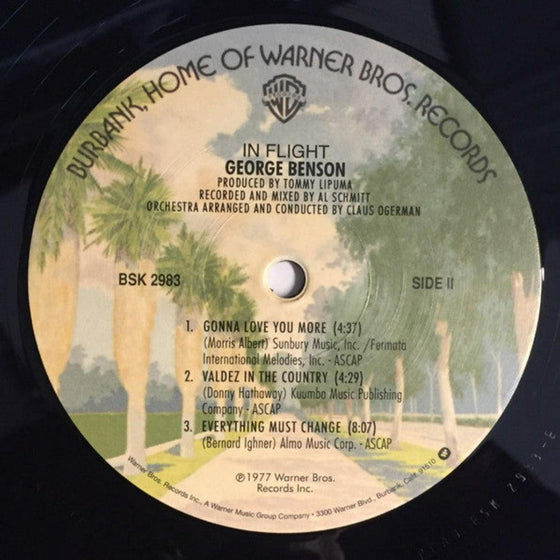 BURBANK, HOME OF WARNER BROS. RECORDS
IN FLIGHT
GEORGE BENSON
PRODUCED BY TOMMY LIPUMA
RECORDED AND MIXED BY AL SCHMITT
ORCHESTRA ARRANGED AND CONDUCTED BY CLAUS OGERMAN
BSK 2983
SIDE II
1. GONNA LOVE YOU MORE (4:37)
(Morris Albert) Sunbury Music, Inc. /Fermata
International Melodies, Inc. - ASCAP
2. VALDEZ IN THE COUNTRY (4:29)
(Donny Hathaway) Kuumba Music Publishing
Company - ASCAP
3. EVERYTHING MUST CHANGE (8:07)
(Bernard Ighner) Almo Music Corp. - ASCAP
℗1977 Warner Bros.
Records Inc.
Warner Bros. Records Inc., A Warner Music Group Company • 3300 Warner Blvd., Burbank, Calif. 91510